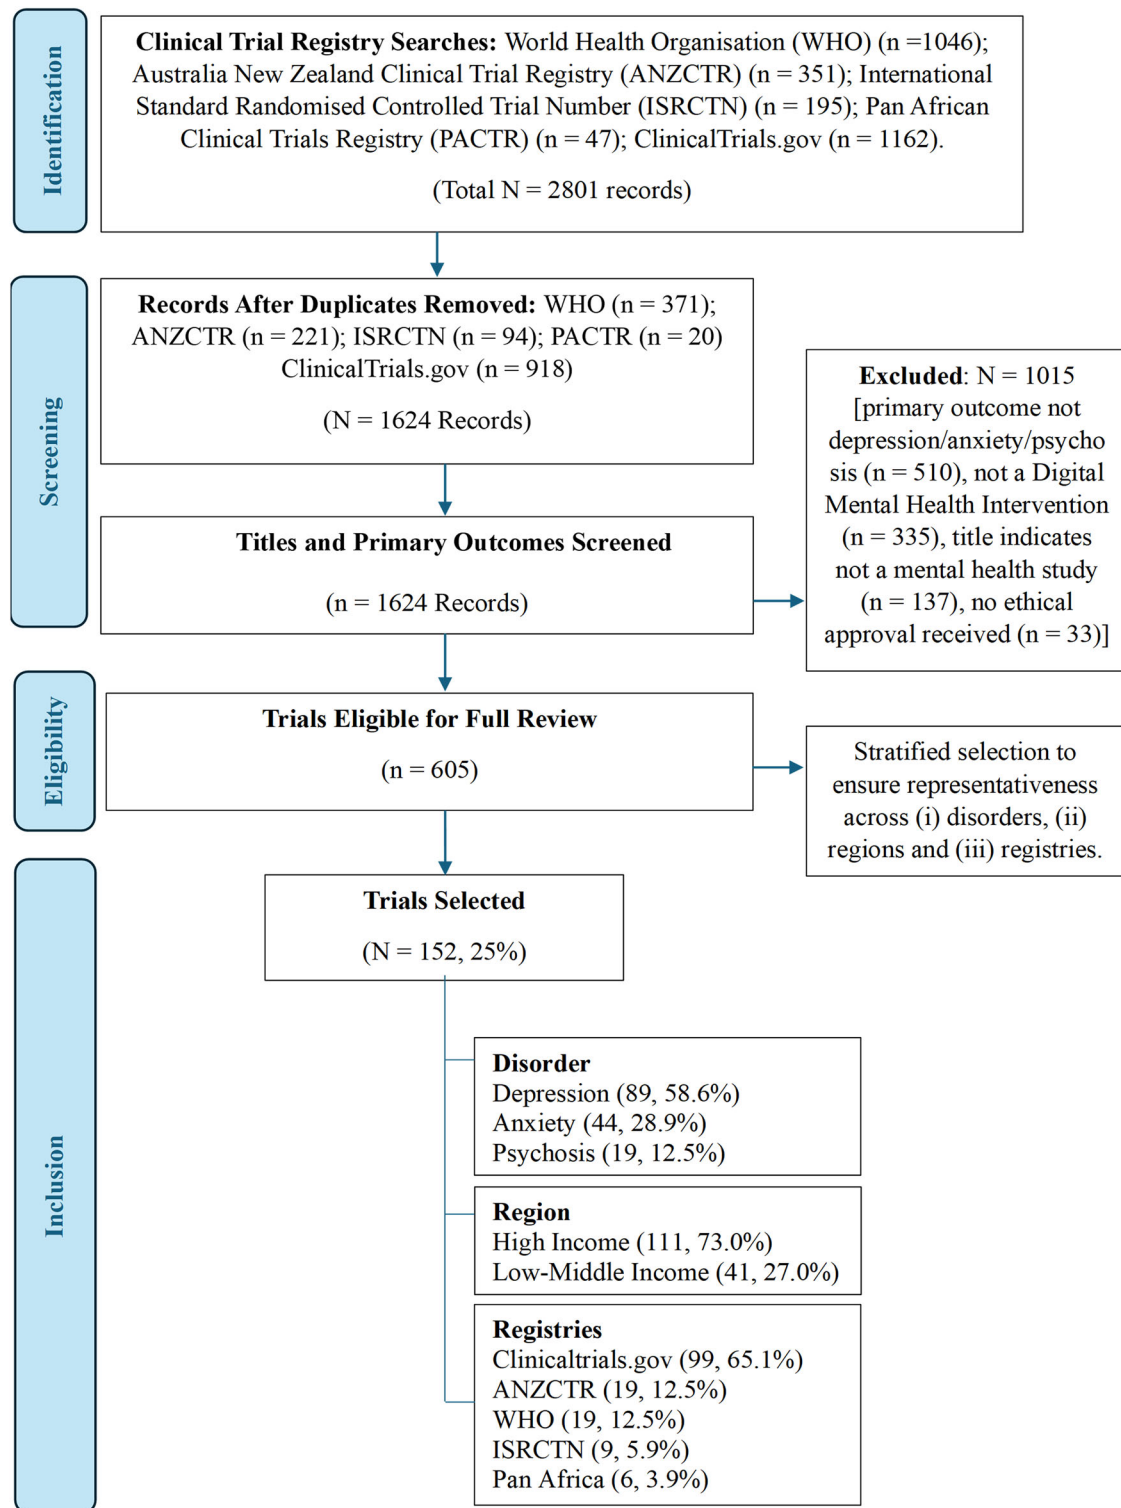 Identification
Clinical Trial Registry Searches: World Health Organisation (WHO) (n =1046);
Australia New Zealand Clinical Trial Registry (ANZCTR) (n = 351); International
Standard Randomised Controlled Trial Number (ISRCTN) (n = 195); Pan African
Clinical Trials Registry (PACTR) (n = 47); ClinicalTrials.gov (n = 1162).
(Total N = 2801 records)
Screening
Records After Duplicates Removed: WHO (n = 371);
ANZCTR (n = 221); ISRCTN (n = 94); PACTR (n = 20)
ClinicalTrials.gov (n = 918)
(N = 1624 Records)
Titles and Primary Outcomes Screened
(n = 1624 Records)
Excluded: N = 1015
[primary outcome not
depression/anxiety/psycho
sis (n = 510), not a Digital
Mental Health Intervention
(n = 335), title indicates
not a mental health study
(n = 137), no ethical
approval received (n = 33)]
Eligibility
Trials Eligible for Full Review
(n = 605)
Stratified selection to
ensure representativeness
across (i) disorders, (ii)
regions and (iii) registries.
Inclusion
Trials Selected
(N = 152, 25%)
Disorder
Depression (89, 58.6%)
Anxiety (44, 28.9%)
Psychosis (19, 12.5%)
Region
High Income (111, 73.0%)
Low-Middle Income (41, 27.0%)
Registries
Clinicaltrials.gov (99, 65.1%)
ANZCTR (19, 12.5%)
WHO (19, 12.5%)
ISRCTN (9, 5.9%)
Pan Africa (6, 3.9%)